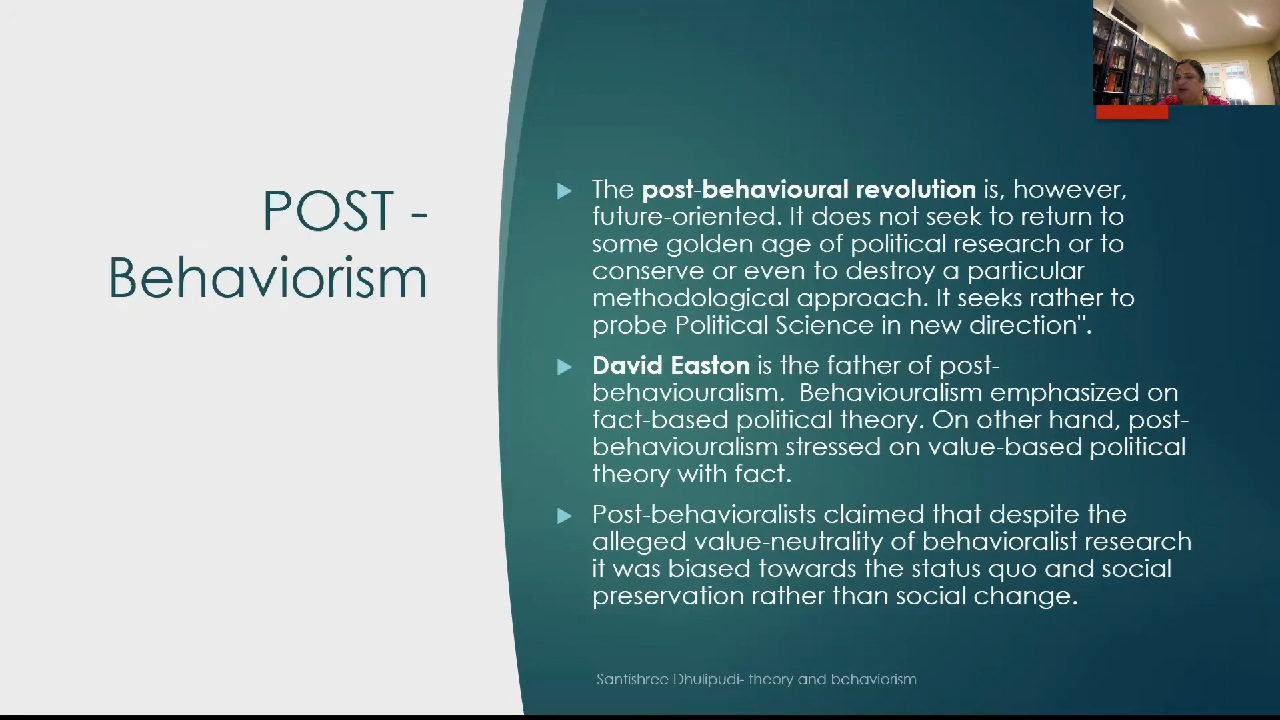 POST -
Behaviorism
The post-behavioural revolution is, however,
future-oriented. It does not seek to return to
some golden age of political research or to
conserve or even to destroy a particular
methodological approach. It seeks rather to
probe Political Science in new direction".
David Easton is the father of post-
behaviouralism.  Behaviouralism emphasized on
fact-based political theory. On other hand, post-
behaviouralism stressed on value-based political
theory with fact.
Post-behavioralists claimed that despite the
alleged value-neutrality of behavioralist research
it was biased towards the status quo and social
preservation rather than social change.
Santishree Dhulipudi- theory and behaviorism